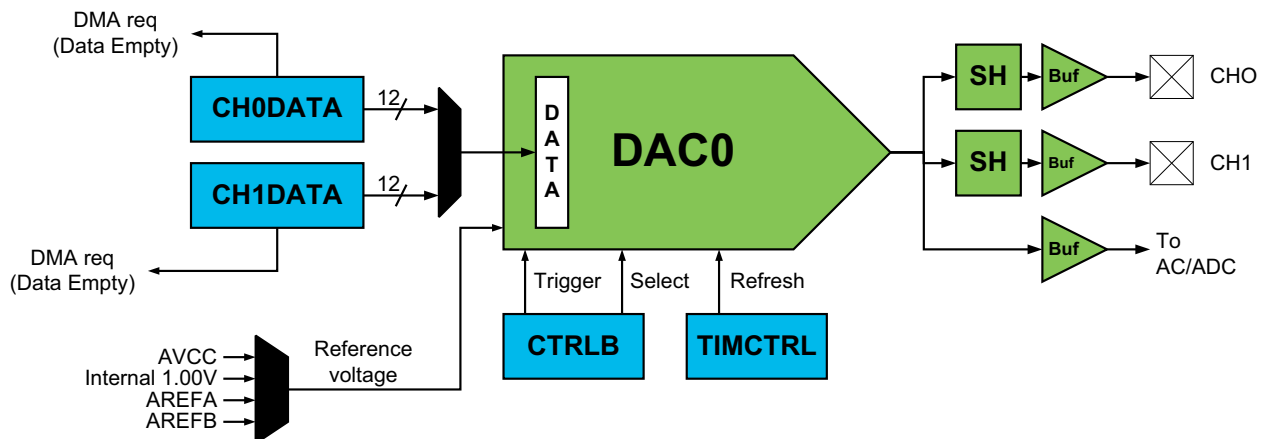 DMA req
(Data Empty)
CH0DATA
12
CH1DATA
12
DMA req
(Data Empty)
DATA
DAC0
SH
Buf
CHO
SH
Buf
CH1
Buf
To
AC/ADC
Trigger
Select
Refresh
CTRLB
TIMCTRL
Reference
voltage
AVCC
Internal 1.00V
AREFA
AREFB